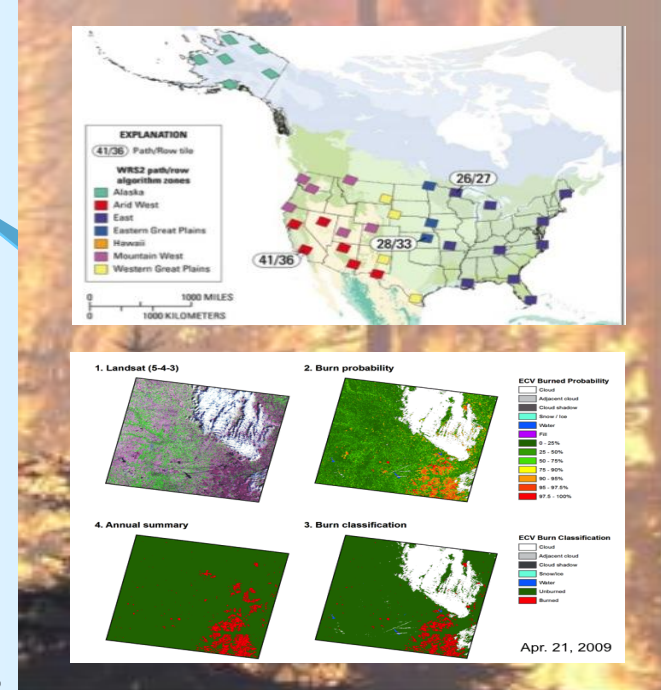 EXPLANATION
41/36 Path/Row tile
WRS2 path/row
algorithm zones
Alaska
Arid West
East
Eastern Great Plains
Hawaii
Mountain West
Western Great Plains
0 1000 MILES
0 1000 KILOMETERS
26/27
28/33
41/36
1. Landsat (5-4-3)
2. Burn probability
ECV Burned Probability
Cloud
Adjacent cloud
Cloud shadow
Snow / Ice
Water
Fill
0 - 25%
25 - 50%
50 - 75%
75 - 90%
90 - 95%
95 - 97.5%
97.5 - 100%
4. Annual summary
3. Burn classification
ECV Burn Classification
Cloud
Adjacent cloud
Cloud shadow
Snow/Ice
Water
Unburned
Burned
Apr. 21, 2009